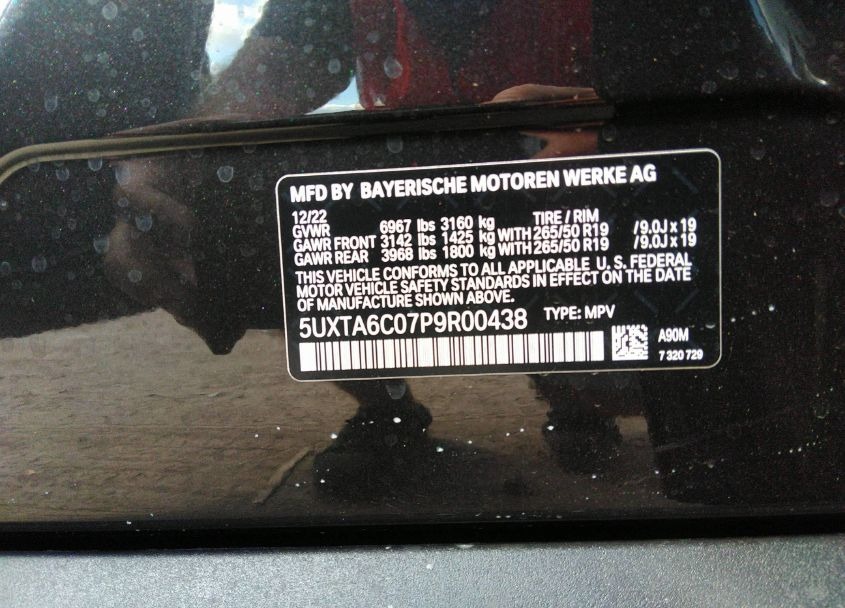 MFD BY BAYERISCHE MOTOREN WERKE AG
12/22 TIRE / RIM
GVWR 6967 lbs 3160 kg
GAWR FRONT 3142 lbs 1425 kg WITH 265/50 R19 /9.0J x 19
GAWR REAR 3968 lbs 1800 kg WITH 265/50 R19 /9.0J x 19
THIS VEHICLE CONFORMS TO ALL APPLICABLE U. S. FEDERAL
MOTOR VEHICLE SAFETY STANDARDS IN EFFECT ON THE DATE
OF MANUFACTURE SHOWN ABOVE.
5UXTA6C07P9R00438 TYPE: MPV
A90M
7 320 729